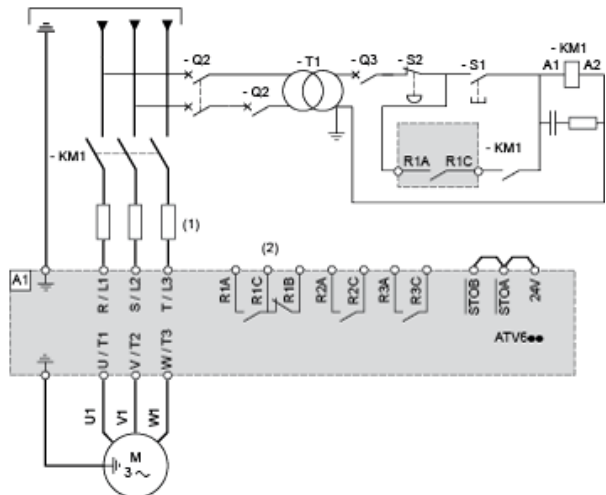 - Q2
- T1
- Q3
- S2
- S1
- KM1
A1
A2
- Q2
- KM1
R1A
R1C
- KM1
(1)
(2)
A1
R / L1
S / L2
T / L3
R1A
R1C
R1B
R2A
R2C
R3A
R3C
STOB
STOA
24V
ATV6●●
U / T1
V / T2
W / T3
U1
V1
W1
M
3 ~